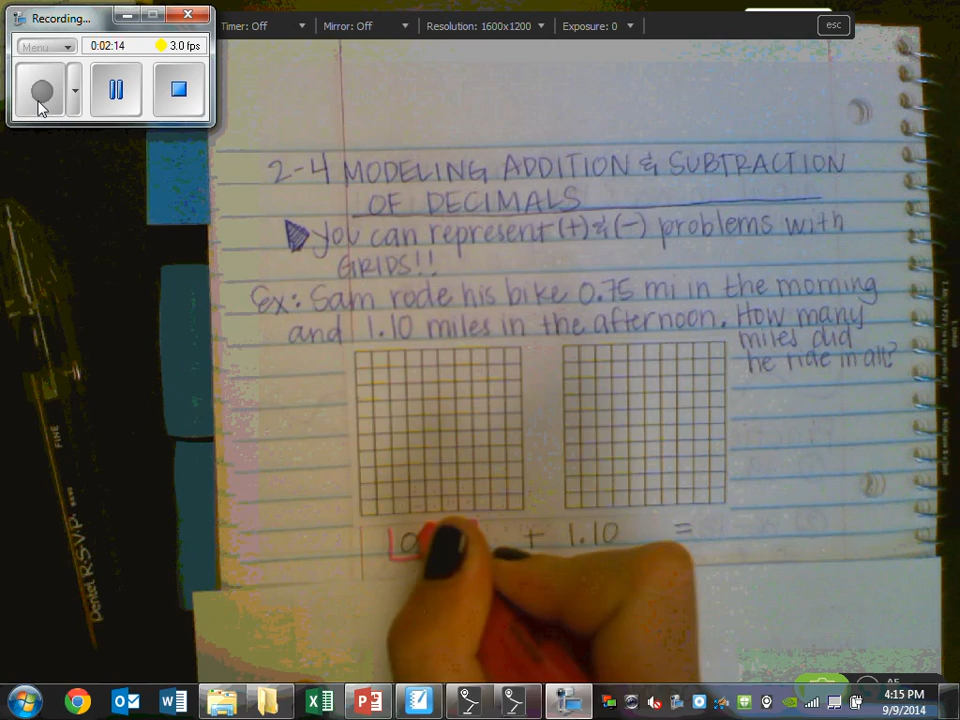 Recording...
Menu
0:02:14
3.0 fps
Timer: Off
Mirror: Off
Resolution: 1600x1200
Exposure: 0
esc
2-4 MODELING ADDITION & SUBTRACTION
OF DECIMALS
You can represent (+) & (-) problems with
GRIDS!!
Ex: Sam rode his bike 0.75 mi in the morning
and 1.10 miles in the afternoon. How many
miles did
he ride in all?
0
+ 1.10 =
FINE
Pentel R.S.V.P.
4:15 PM
9/9/2014